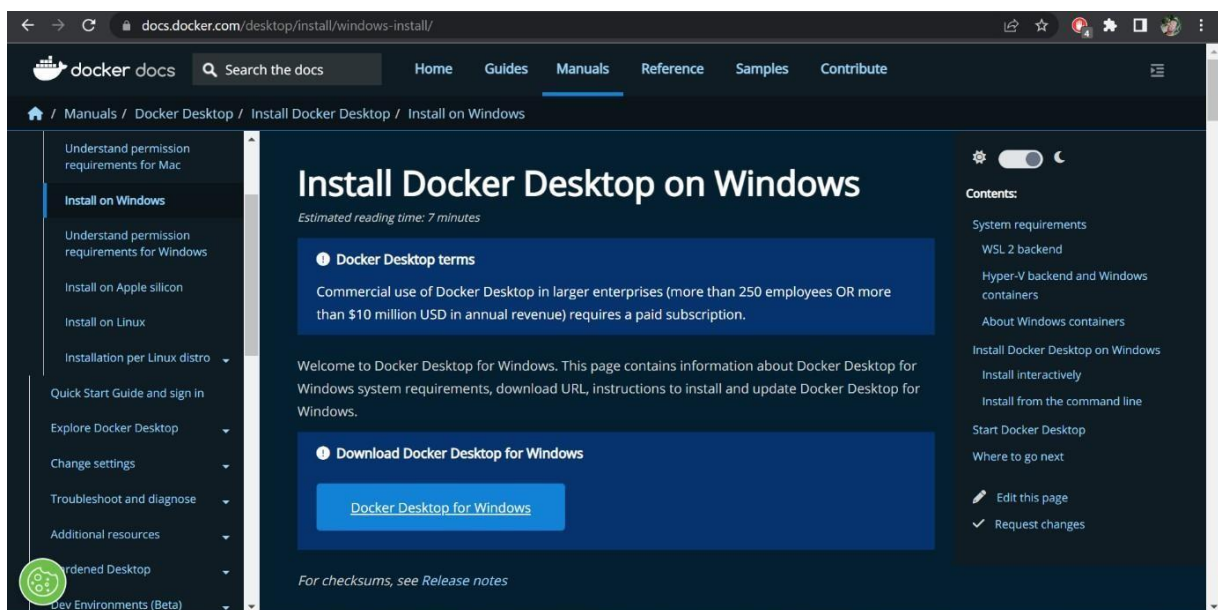 docs.docker.com/desktop/install/windows-install/
4
docker docs
Search the docs
Home
Guides
Manuals
Reference
Samples
Contribute
/ Manuals / Docker Desktop / Install Docker Desktop / Install on Windows
Understand permission
requirements for Mac
Install on Windows
Understand permission
requirements for Windows
Install on Apple silicon
Install on Linux
Installation per Linux distro
Quick Start Guide and sign in
Explore Docker Desktop
Change settings
Troubleshoot and diagnose
Additional resources
rdened Desktop
Dev Environments (Beta)
Install Docker Desktop on Windows
Estimated reading time: 7 minutes
Docker Desktop terms
Commercial use of Docker Desktop in larger enterprises (more than 250 employees OR more
than $10 million USD in annual revenue) requires a paid subscription.
Welcome to Docker Desktop for Windows. This page contains information about Docker Desktop for
Windows system requirements, download URL, instructions to install and update Docker Desktop for
Windows.
Download Docker Desktop for Windows
Docker Desktop for Windows
For checksums, see Release notes
Contents:
System requirements
WSL 2 backend
Hyper-V backend and Windows
containers
About Windows containers
Install Docker Desktop on Windows
Install interactively
Install from the command line
Start Docker Desktop
Where to go next
Edit this page
Request changes